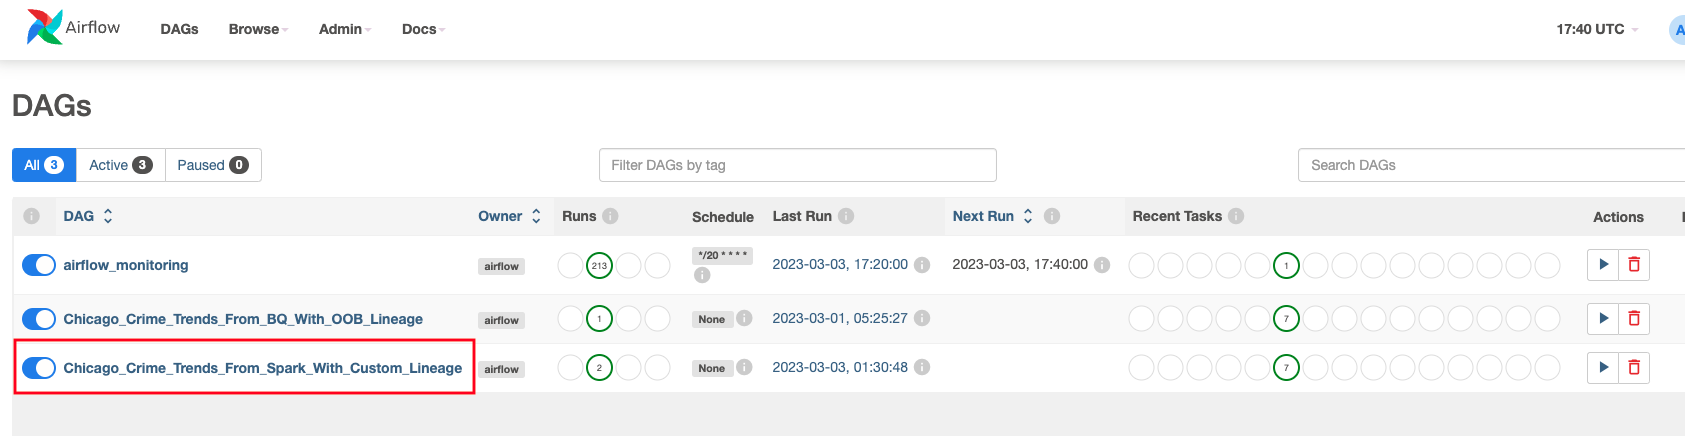 Airflow DAGs Browse Admin Docs 17:40 UTC A
DAGs
All 3 Active 3 Paused 0 Filter DAGs by tag Search DAGs
i DAG Owner Runs i Schedule Last Run i Next Run i Recent Tasks i Actions
airflow_monitoring airflow 213 */20 * * * * i 2023-03-03, 17:20:00 i 2023-03-03, 17:40:00 i 1
Chicago_Crime_Trends_From_BQ_With_OOB_Lineage airflow 1 None i 2023-03-01, 05:25:27 i 7
Chicago_Crime_Trends_From_Spark_With_Custom_Lineage airflow 2 None i 2023-03-03, 01:30:48 i 7